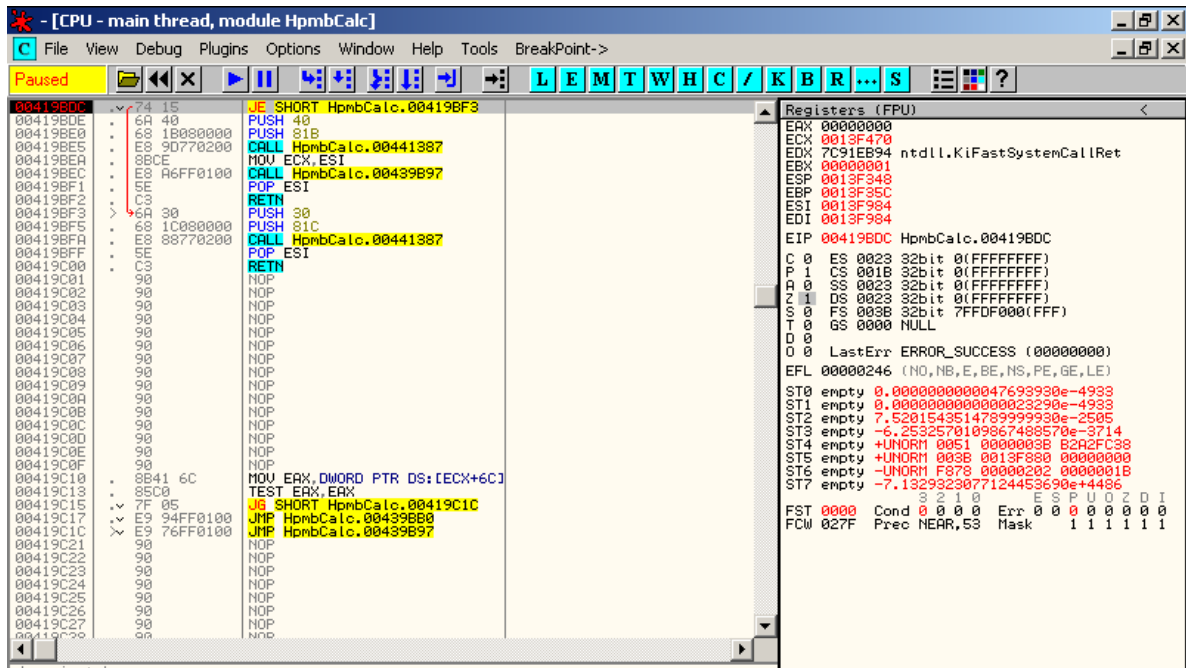 - [CPU - main thread, module HpmbCalc]
C File View Debug Plugins Options Window Help Tools BreakPoint->
Paused L E M T W H C / K B R ... S ?
00419BDC .v 74 15 JE SHORT HpmbCalc.00419BF3
00419BDE . 6A 40 PUSH 40
00419BE0 . 68 1B080000 PUSH 81B
00419BE5 . E8 9D770200 CALL HpmbCalc.00441387
00419BEA . 8BCE MOV ECX,ESI
00419BEC . E8 A6FF0100 CALL HpmbCalc.00439B97
00419BF1 . 5E POP ESI
00419BF2 . C3 RETN
00419BF3 > 6A 30 PUSH 30
00419BF5 . 68 1C080000 PUSH 81C
00419BFA . E8 88770200 CALL HpmbCalc.00441387
00419BFF . 5E POP ESI
00419C00 . C3 RETN
00419C01 90 NOP
00419C02 90 NOP
00419C03 90 NOP
00419C04 90 NOP
00419C05 90 NOP
00419C06 90 NOP
00419C07 90 NOP
00419C08 90 NOP
00419C09 90 NOP
00419C0A 90 NOP
00419C0B 90 NOP
00419C0C 90 NOP
00419C0D 90 NOP
00419C0E 90 NOP
00419C0F 90 NOP
00419C10 . 8B41 6C MOV EAX,DWORD PTR DS:[ECX+6C]
00419C13 . 85C0 TEST EAX,EAX
00419C15 .v 7F 05 JG SHORT HpmbCalc.00419C1C
00419C17 .v E9 94FF0100 JMP HpmbCalc.00439BB0
00419C1C >v E9 76FF0100 JMP HpmbCalc.00439B97
00419C21 90 NOP
00419C22 90 NOP
00419C23 90 NOP
00419C24 90 NOP
00419C25 90 NOP
00419C26 90 NOP
00419C27 90 NOP
00419C28 90 NOP
Registers (FPU) <
EAX 00000000
ECX 0013F470
EDX 7C91EB94 ntdll.KiFastSystemCallRet
EBX 00000001
ESP 0013F348
EBP 0013F35C
ESI 0013F984
EDI 0013F984
EIP 00419BDC HpmbCalc.00419BDC
C 0 ES 0023 32bit 0(FFFFFFFF)
P 1 CS 001B 32bit 0(FFFFFFFF)
A 0 SS 0023 32bit 0(FFFFFFFF)
Z 1 DS 0023 32bit 0(FFFFFFFF)
S 0 FS 003B 32bit 7FFDF000(FFF)
T 0 GS 0000 NULL
D 0
O 0 LastErr ERROR_SUCCESS (00000000)
EFL 00000246 (NO,NB,E,BE,NS,PE,GE,LE)
ST0 empty 0.0000000000047693930e-4933
ST1 empty 0.0000000000000023290e-4933
ST2 empty 7.5201543514789999930e-2505
ST3 empty -6.2532570109867488570e-3714
ST4 empty +UNORM 0051 0000003B B2A2FC38
ST5 empty +UNORM 003B 0013F880 00000000
ST6 empty -UNORM F878 00000202 0000001B
ST7 empty -7.1329323077124453690e+4486
3 2 1 0 E S P U O Z D I
FST 0000 Cond 0 0 0 0 Err 0 0 0 0 0 0 0 0
FCW 027F Prec NEAR,53 Mask 1 1 1 1 1 1